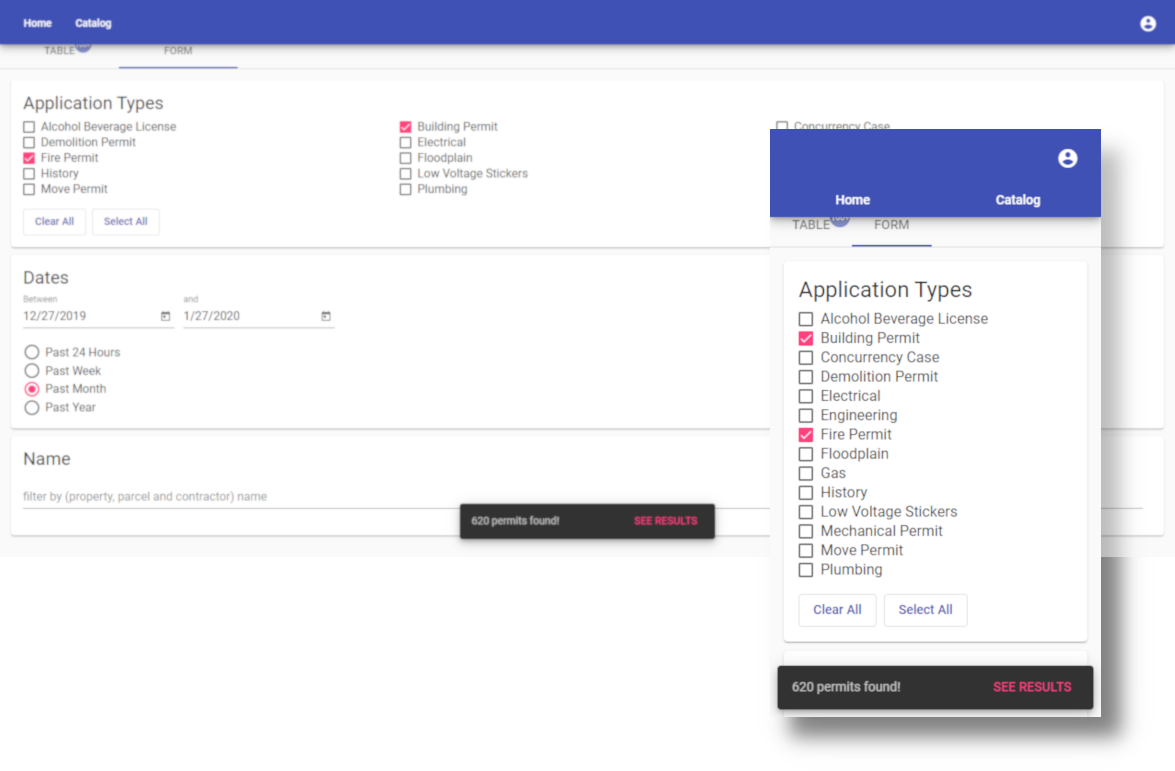 Home Catalog
TABLE FORM
Application Types
Alcohol Beverage License Building Permit Concurrency Case
Demolition Permit Electrical
Fire Permit Floodplain
History Low Voltage Stickers
Move Permit Plumbing
Clear All Select All
Dates
Between and
12/27/2019 1/27/2020
Past 24 Hours
Past Week
Past Month
Past Year
Name
filter by (property, parcel and contractor) name
620 permits found! SEE RESULTS
Home Catalog
TABLE FORM
Application Types
Alcohol Beverage License
Building Permit
Concurrency Case
Demolition Permit
Electrical
Engineering
Fire Permit
Floodplain
Gas
History
Low Voltage Stickers
Mechanical Permit
Move Permit
Plumbing
Clear All Select All
620 permits found! SEE RESULTS